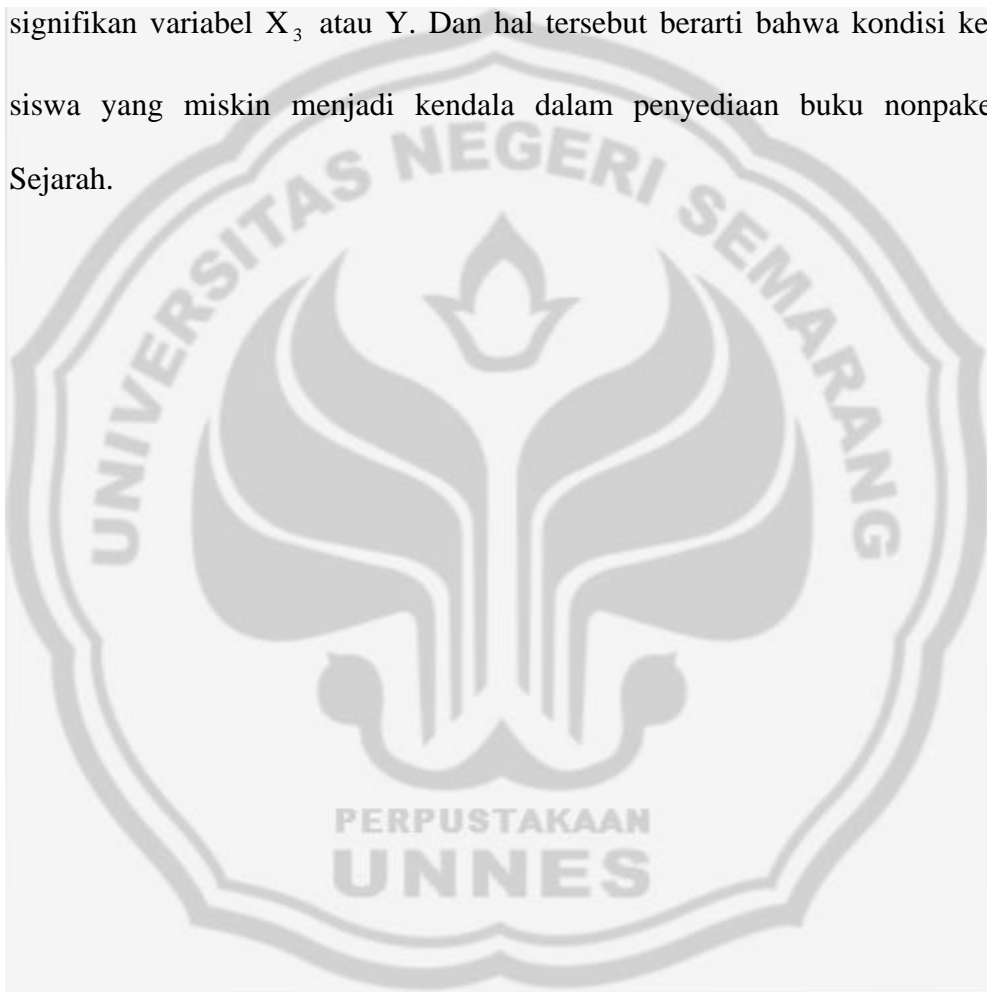 signifikan variabel X₃ atau Y. Dan hal tersebut berarti bahwa kondisi ke
siswa yang miskin menjadi kendala dalam penyediaan buku nonpake
Sejarah.
UNIVERSITAS NEGERI SEMARANG
PERPUSTAKAAN
UNNES